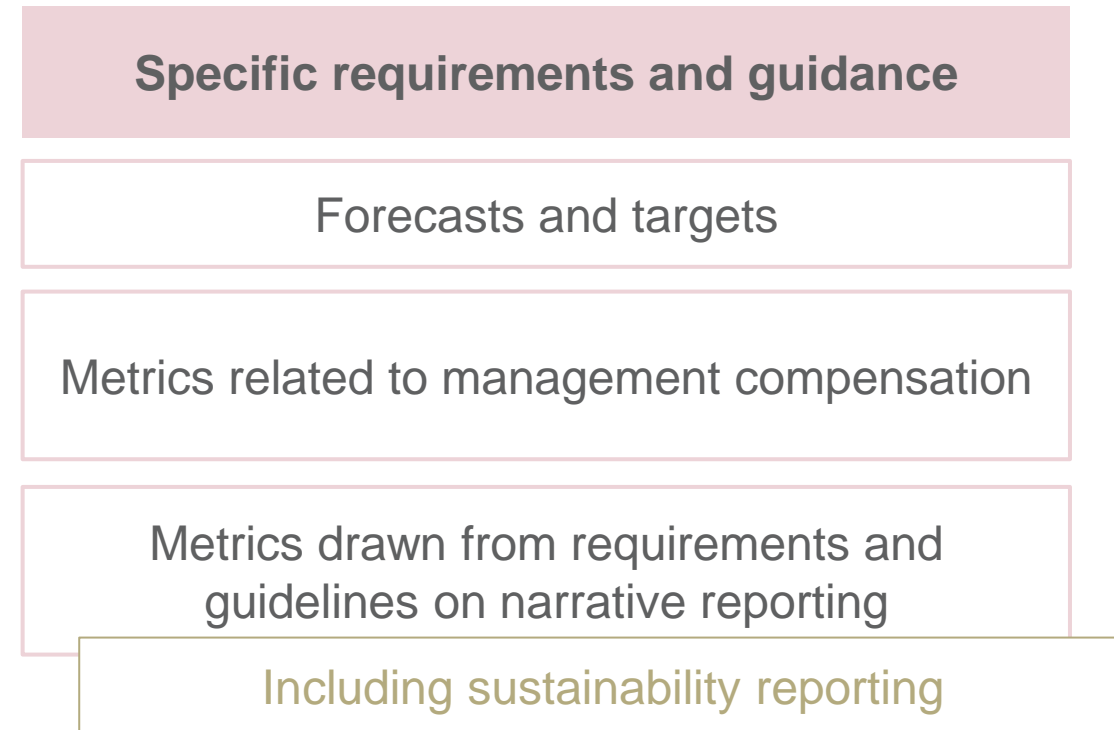 Specific requirements and guidance
Forecasts and targets
Metrics related to management compensation
Metrics drawn from requirements and
guidelines on narrative reporting
Including sustainability reporting